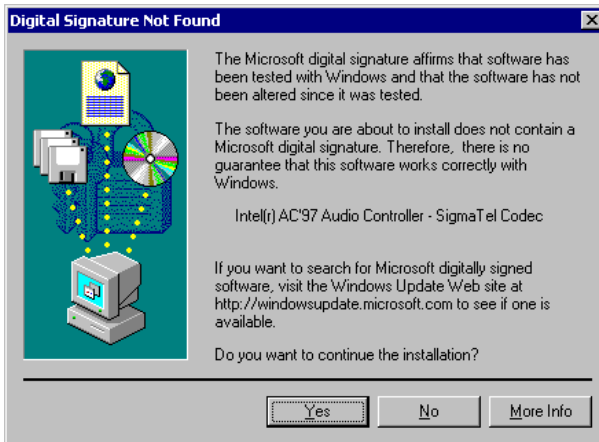 Digital Signature Not Found
The Microsoft digital signature affirms that software has
been tested with Windows and that the software has not
been altered since it was tested.
The software you are about to install does not contain a
Microsoft digital signature. Therefore,  there is no
guarantee that this software works correctly with
Windows.
Intel(r) AC'97 Audio Controller - SigmaTel Codec
If you want to search for Microsoft digitally signed
software, visit the Windows Update Web site at
http://windowsupdate.microsoft.com to see if one is
available.
Do you want to continue the installation?
Yes
No
More Info